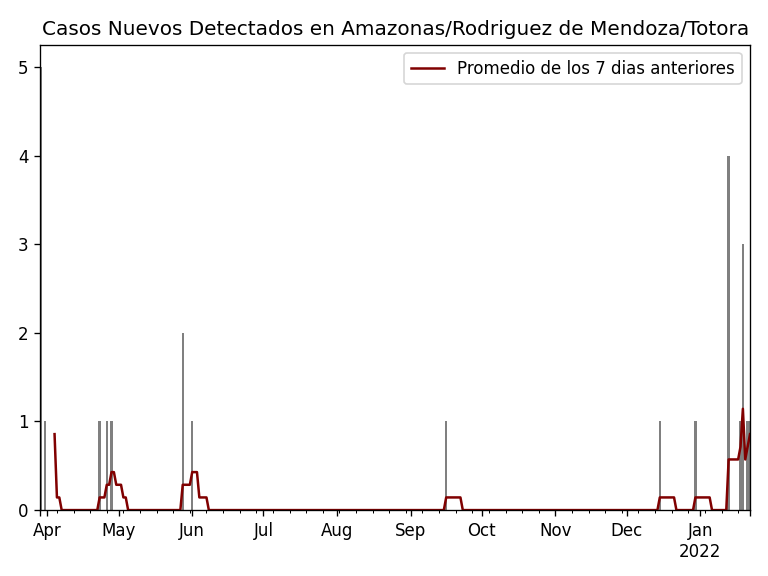 Casos Nuevos Detectados en Amazonas/Rodriguez de Mendoza/Totora
Promedio de los 7 dias anteriores
5
4
3
2
1
0
Apr May Jun Jul Aug Sep Oct Nov Dec Jan
2022